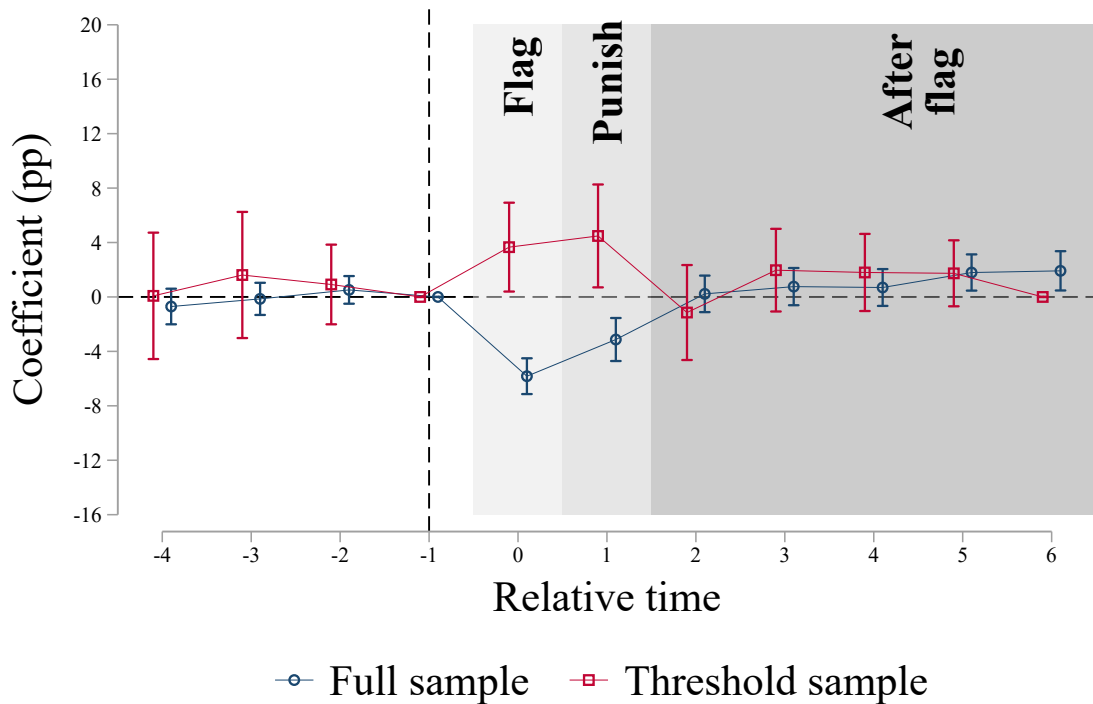 20
16
12
8
4
0
-4
-8
-12
-16
Coefficient (pp)
Flag
Punish
After
flag
-4 -3 -2 -1 0 1 2 3 4 5 6
Relative time
Full sample Threshold sample